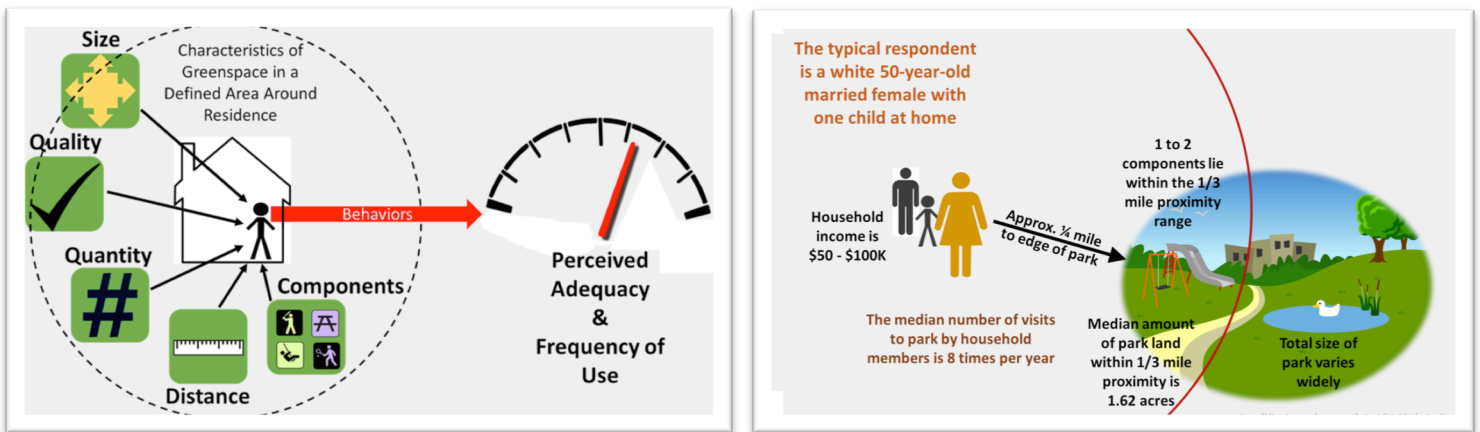 Size
Characteristics of
Greenspace in a
Defined Area Around
Residence
Quality
Quantity
#
Distance
Components
Behaviors
Perceived
Adequacy
&
Frequency of
Use
The typical respondent
is a white 50-year-old
married female with
one child at home
Household
income is
$50 - $100K
Approx. ¼ mile
to edge of park
1 to 2
components lie
within the 1/3
mile proximity
range
The median number of visits
to park by household
members is 8 times per year
Median amount
of park land
within 1/3 mile
proximity is
1.62 acres
Total size of
park varies
widely